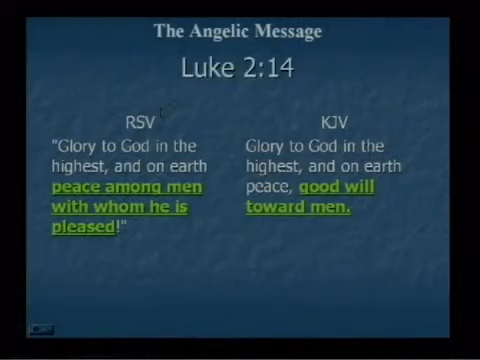 The Angelic Message
Luke 2:14
RSV
"Glory to God in the
highest, and on earth
peace among men
with whom he is
pleased!"
KJV
Glory to God in the
highest, and on earth
peace, good will
toward men.